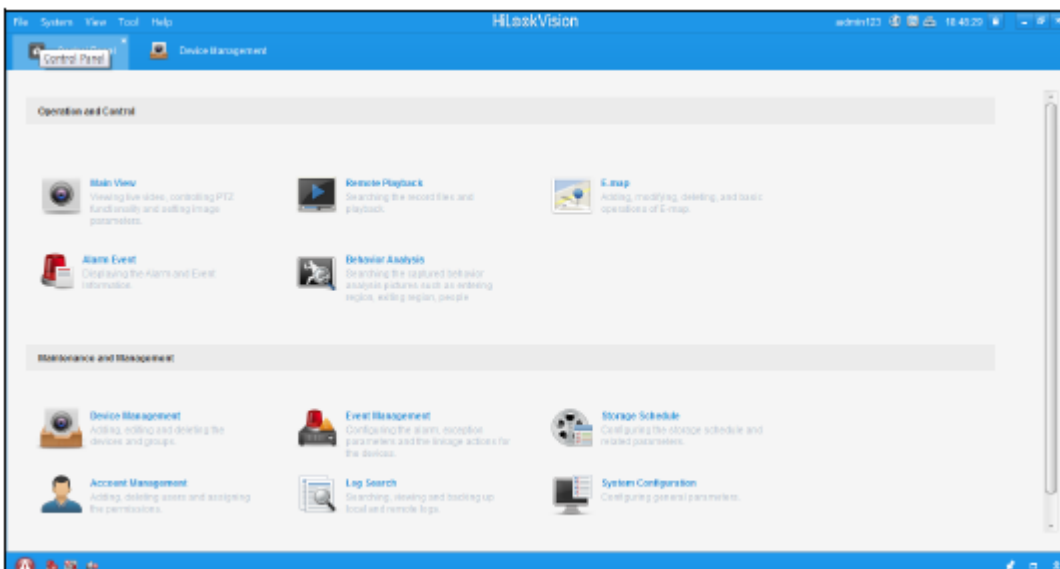 File System View Tool Help
HiLookVision
admin123
18:48:29
Control Panel
Device Management
Operation and Control
Main View
Viewing live video, controlling PTZ
functionality and setting image
parameters.
Remote Playback
Searching the record files and
playback.
E-map
Adding, modifying, deleting, and basic
operations of E-map.
Alarm Event
Displaying the Alarm and Event
information.
Behavior Analysis
Searching the captured behavior
analysis pictures such as entering
region, exiting region, people
Maintenance and Management
Device Management
Adding, editing and deleting the
devices and groups.
Event Management
Configuring the alarm, exception
parameters and the linkage actions for
the devices.
Storage Schedule
Configuring the storage schedule and
related parameters.
Account Management
Adding, deleting users and assigning
the permissions.
Log Search
Searching, viewing and backing up
local and remote logs.
System Configuration
Configuring general parameters.